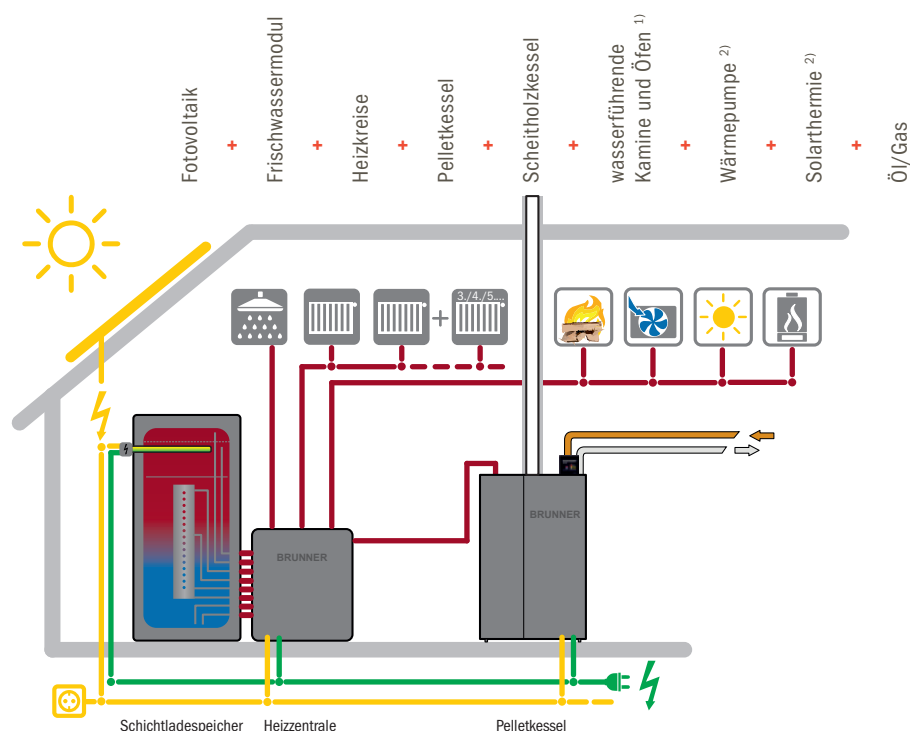 Fotovoltaik
+
Frischwassermodul
+
Heizkreise
+
Pelletkessel
+
Scheitholzkessel
+
wasserführende
Kamine und Öfen 1)
+
Wärmepumpe 2)
+
Solarthermie 2)
+
Öl/Gas
+
3./4./5....
BRUNNER
BRUNNER
Schichtladespeicher
Heizzentrale
Pelletkessel